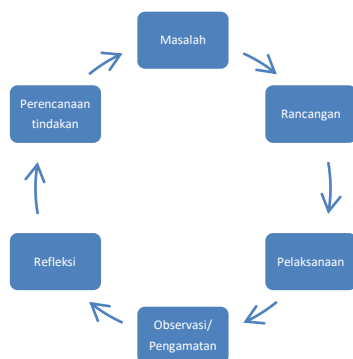 Masalah
Rancangan
Pelaksanaan
Observasi/
Pengamatan
Refleksi
Perencanaan
tindakan